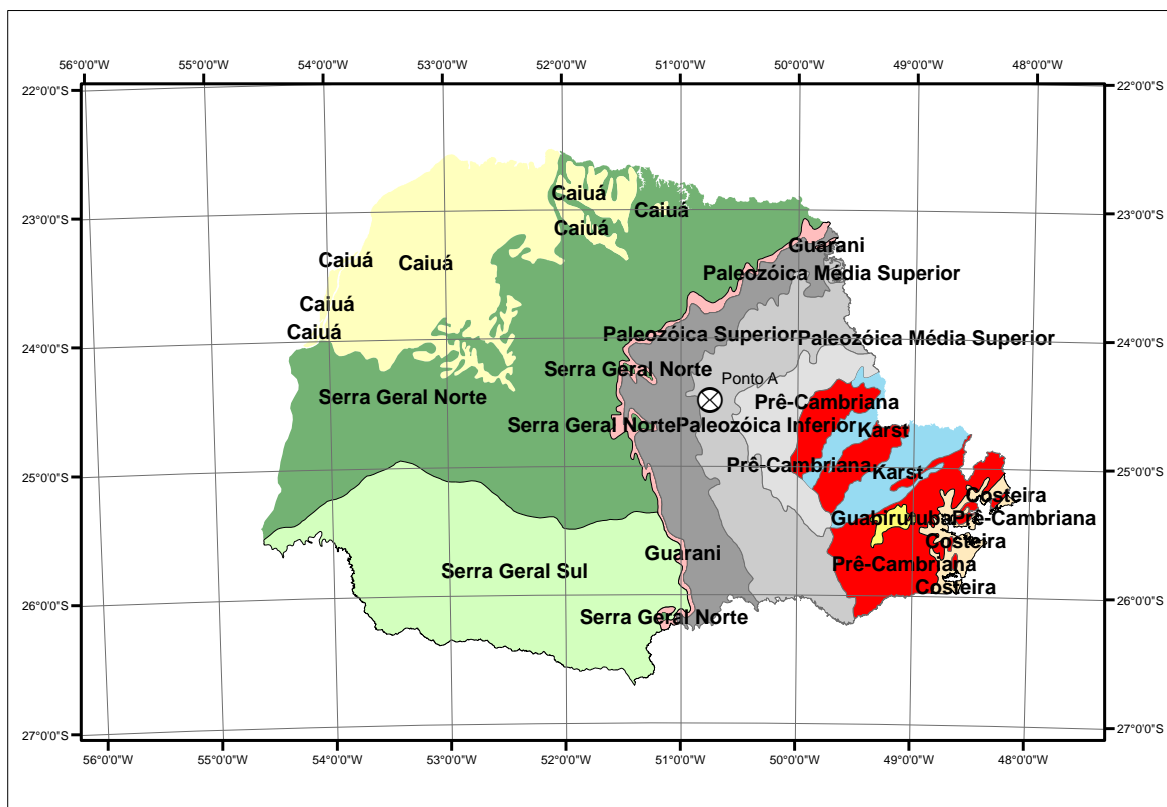 56°0'0"W 55°0'0"W 54°0'0"W 53°0'0"W 52°0'0"W 51°0'0"W 50°0'0"W 49°0'0"W 48°0'0"W
22°0'0"S 22°0'0"S
Caiuá
Caiuá
23°0'0"S 23°0'0"S
Caiuá
Guarani
Caiuá Caiuá
Paleozóica Média Superior
Caiuá
Caiuá Paleozóica Superior Paleozóica Média Superior
24°0'0"S 24°0'0"S
Serra Geral Norte
Ponto A
Serra Geral Norte Prê-Cambriana
Serra Geral Norte Paleozóica Inferior Karst
Prê-Cambriana Karst
25°0'0"S 25°0'0"S
Costeira
Guabirutuba Prê-Cambriana
Costeira
Guarani
Serra Geral Sul Prê-Cambriana
Costeira
26°0'0"S 26°0'0"S
Serra Geral Norte
27°0'0"S 27°0'0"S
56°0'0"W 55°0'0"W 54°0'0"W 53°0'0"W 52°0'0"W 51°0'0"W 50°0'0"W 49°0'0"W 48°0'0"W